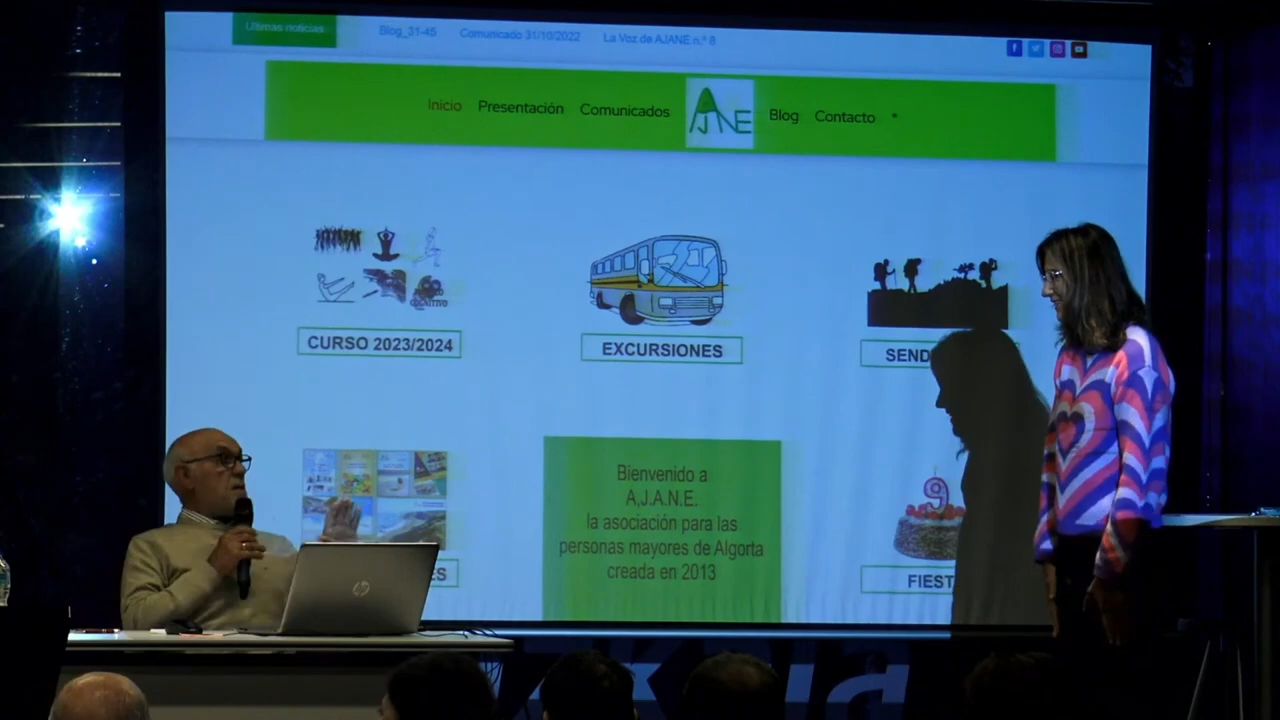 Ultimas noticias
Blog_31-45
Comunicado 31/10/2022
La Voz de AJANE n.º 8
Inicio
Presentación
Comunicados
AJANE
Blog
Contacto
CURSO 2023/2024
EXCURSIONES
SEND
9
ES
Bienvenido a
A,J.A.N.E.
la asociación para las
personas mayores de Algorta
creada en 2013
FIEST
hp